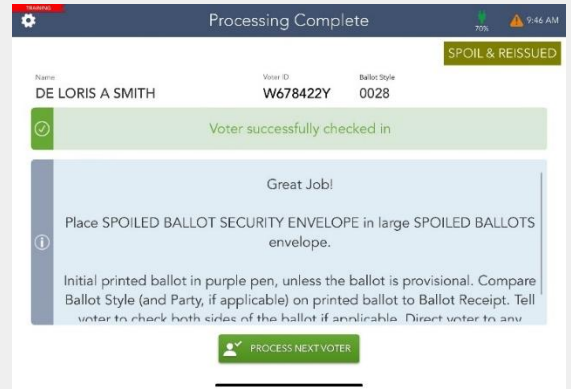 TRAINING
Processing Complete
70%
9:46 AM
SPOIL & REISSUED
Name
Voter ID
Ballot Style
DE LORIS A SMITH
W678422Y
0028
Voter successfully checked in
Great Job!
Place SPOILED BALLOT SECURITY ENVELOPE in large SPOILED BALLOTS
envelope.
Initial printed ballot in purple pen, unless the ballot is provisional. Compare
Ballot Style (and Party, if applicable) on printed ballot to Ballot Receipt. Tell
voter to check both sides of the ballot if applicable. Direct voter to any
PROCESS NEXT VOTER